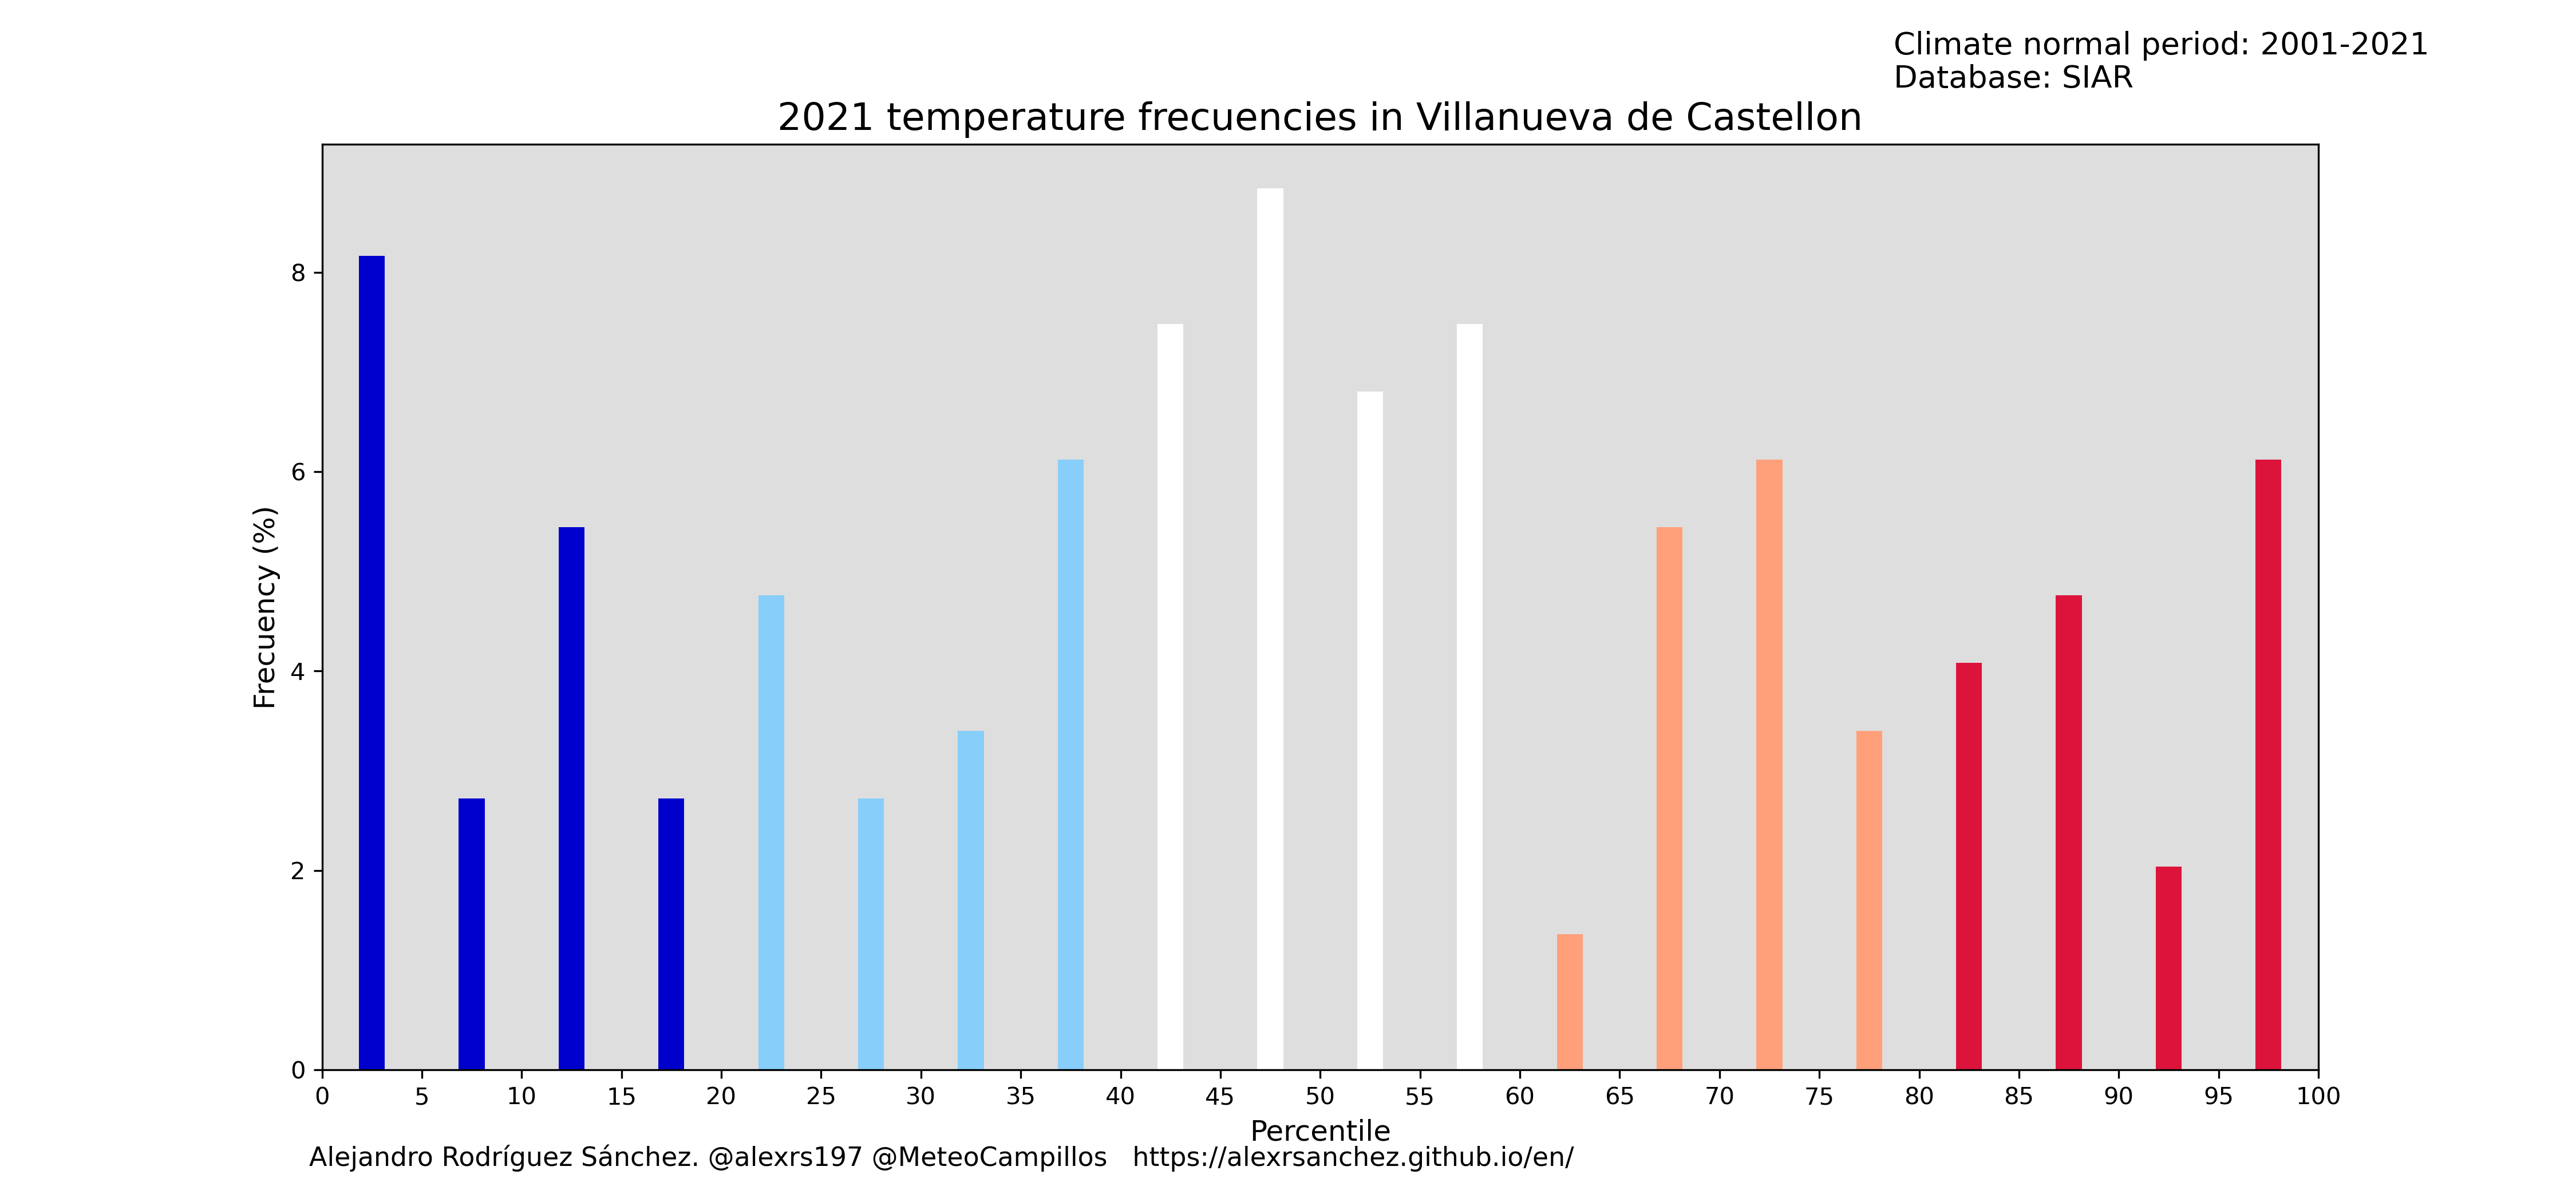 Climate normal period: 2001-2021
Database: SIAR
2021 temperature frecuencies in Villanueva de Castellon
Frecuency (%)
8
6
4
2
0
0 5 10 15 20 25 30 35 40 45 50 55 60 65 70 75 80 85 90 95 100
Percentile
Alejandro Rodríguez Sánchez. @alexrs197 @MeteoCampillos https://alexrsanchez.github.io/en/